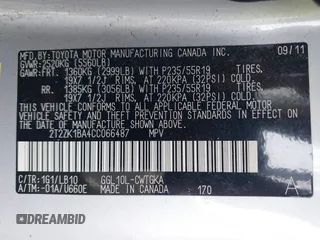 MFD. BY TOYOTA MOTOR MANUFACTURING CANADA INC. 09/11
GVWR:2520KG (5560LB)
GAWR:FRT. 1360KG (2999LB) WITH P235/55R19 TIRES,
19X7 1/2J RIMS, AT 220KPA (32PSI) COLD
RR. 1385KG (3056LB) WITH P235/55R19 TIRES,
19X7 1/2J RIMS, AT 220KPA (32PSI) COLD
THIS VEHICLE CONFORMS TO ALL APPLICABLE FEDERAL
MOTOR VEHICLE SAFETY AND THEFT PREVENTION
STANDARDS IN EFFECT ON THE DATE OF MANUFACTURE
SHOWN ABOVE.
2T2ZK1BA4CC066487 MPV
C/TR:1G1/LB10 GGL10L-CWTGKA
A/TM:-01A/U660E 170 A
RideSafely